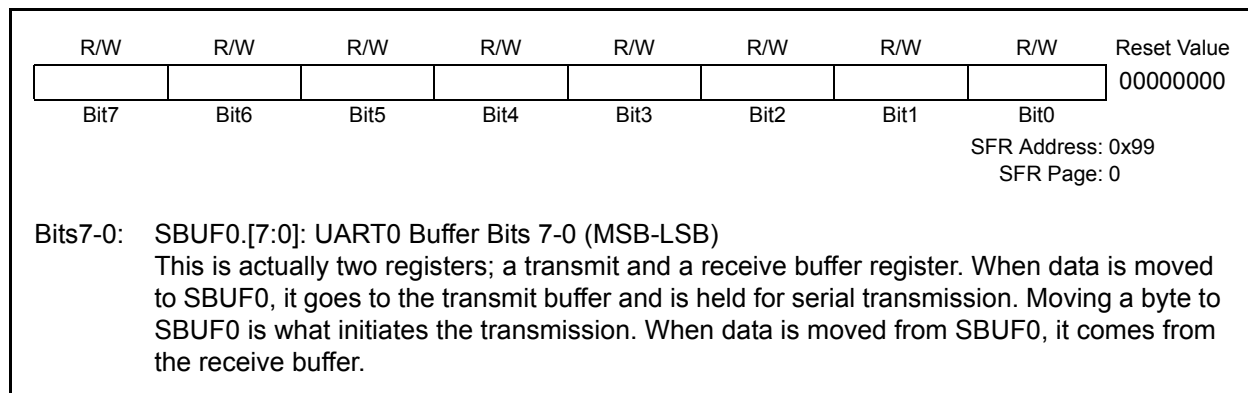 R/W R/W R/W R/W R/W R/W R/W R/W Reset Value
00000000
Bit7 Bit6 Bit5 Bit4 Bit3 Bit2 Bit1 Bit0
SFR Address: 0x99
SFR Page: 0
Bits7-0: SBUF0.[7:0]: UART0 Buffer Bits 7-0 (MSB-LSB)
This is actually two registers; a transmit and a receive buffer register. When data is moved
to SBUF0, it goes to the transmit buffer and is held for serial transmission. Moving a byte to
SBUF0 is what initiates the transmission. When data is moved from SBUF0, it comes from
the receive buffer.